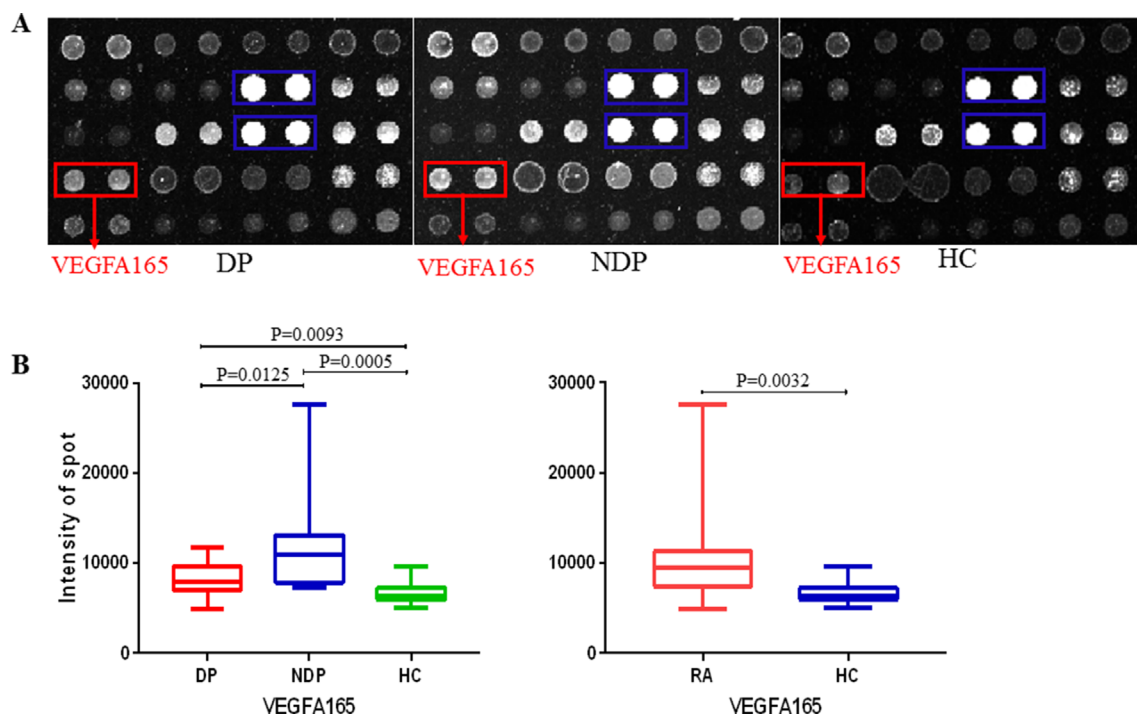 A
VEGFA165 DP VEGFA165 NDP VEGFA165 HC
B
P=0.0093
P=0.0125 P=0.0005
Intensity of spot
30000
20000
10000
0
DP NDP HC
VEGFA165
P=0.0032
30000
20000
10000
0
RA HC
VEGFA165